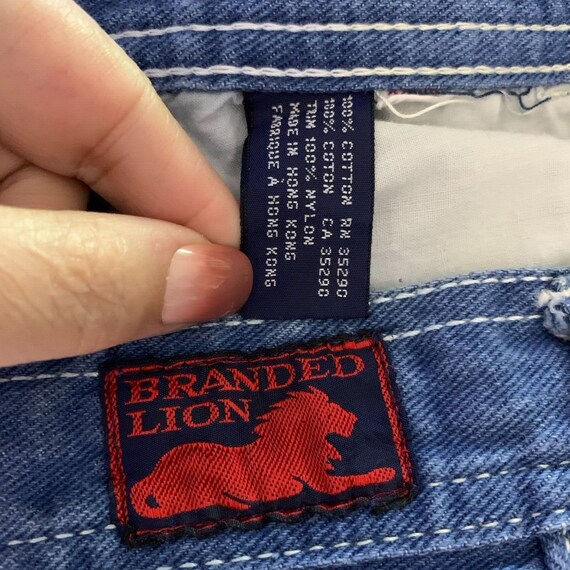 100% COTTON RN 35290
100% COTON CA 35290
TRIM 100% NYLON
MADE IN HONG KONG
FABRIQUE À HONG KONG
BRANDED
LION